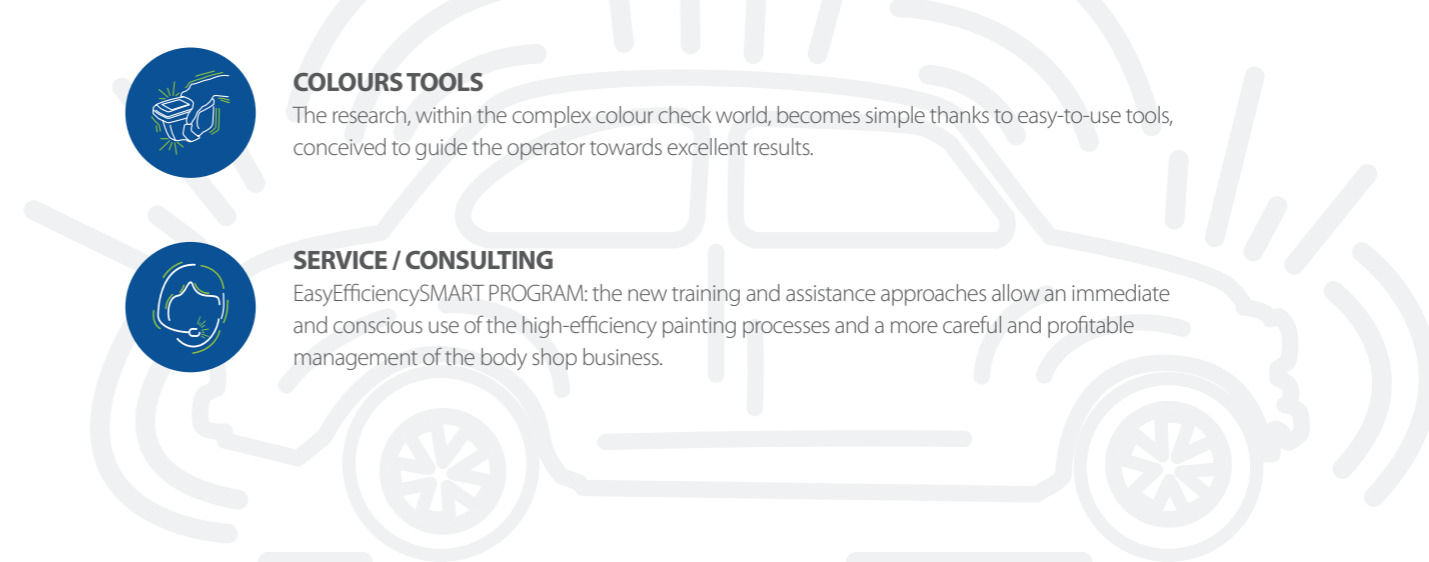 COLOURS TOOLS
The research, within the complex colour check world, becomes simple thanks to easy-to-use tools,
conceived to guide the operator towards excellent results.
SERVICE / CONSULTING
EasyEfficiencySMART PROGRAM: the new training and assistance approaches allow an immediate
and conscious use of the high-efficiency painting processes and a more careful and profitable
management of the body shop business.